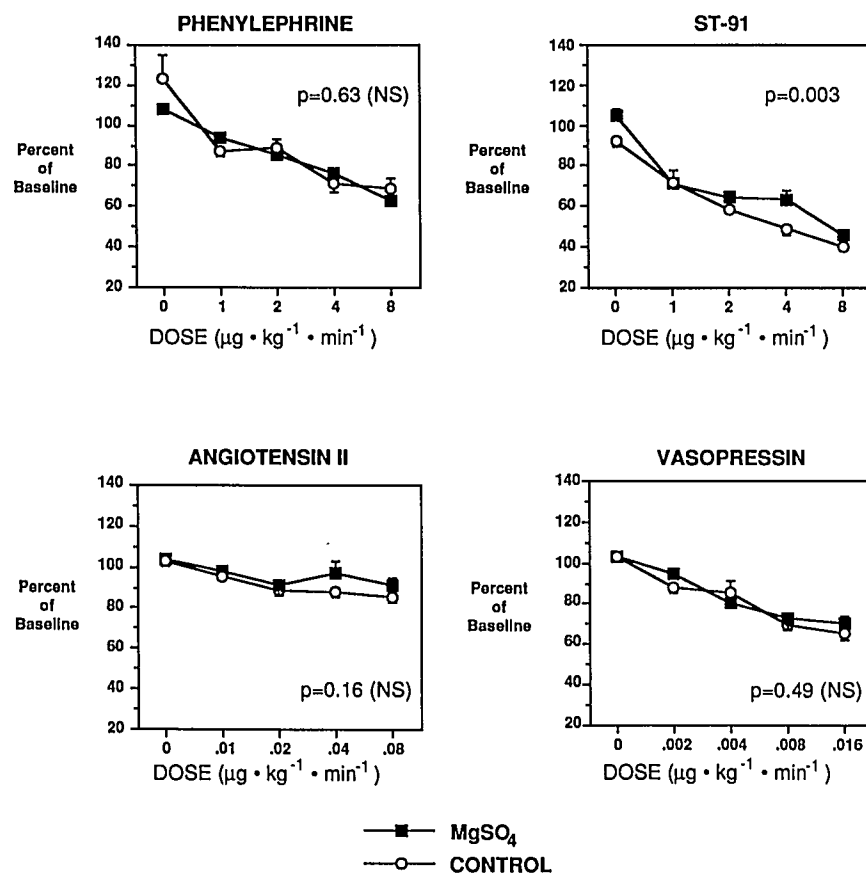 PHENYLEPHRINE
140
120
100
80
60
40
20
Percent
of
Baseline
p=0.63 (NS)
0 1 2 4 8
DOSE (µg • kg⁻¹ • min⁻¹ )
ST-91
140
120
100
80
60
40
20
Percent
of
Baseline
p=0.003
0 1 2 4 8
DOSE (µg • kg⁻¹ • min⁻¹ )
ANGIOTENSIN II
140
120
100
80
60
40
20
Percent
of
Baseline
p=0.16 (NS)
0 .01 .02 .04 .08
DOSE (µg • kg⁻¹ • min⁻¹ )
VASOPRESSIN
140
120
100
80
60
40
20
Percent
of
Baseline
p=0.49 (NS)
0 .002 .004 .008 .016
DOSE (µg • kg⁻¹ • min⁻¹ )
MgSO₄
CONTROL